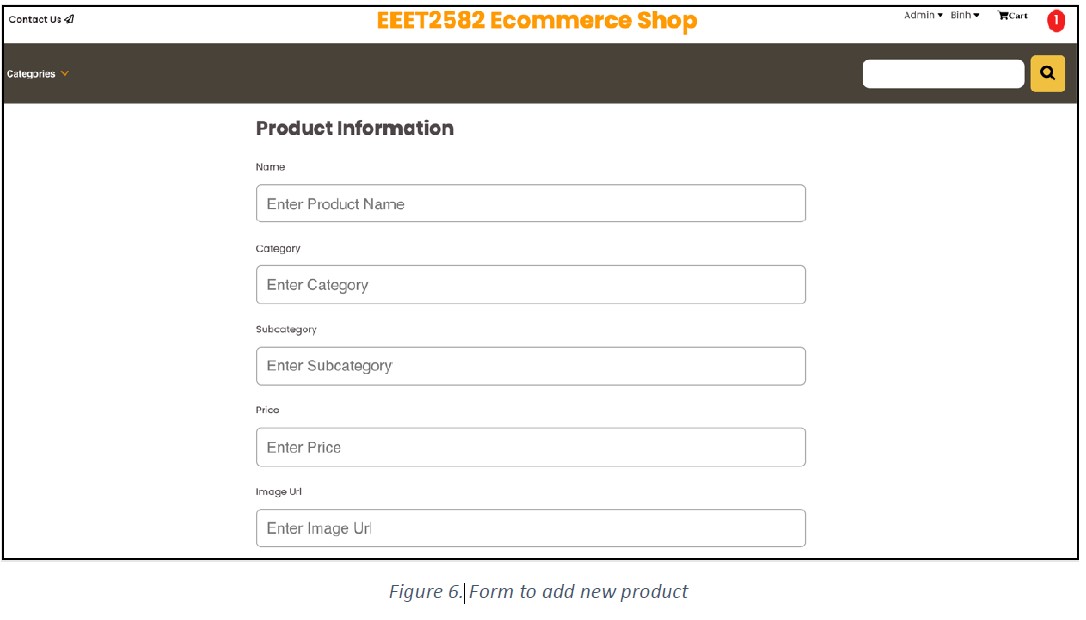 Contact Us
EEET2582 Ecommerce Shop
Admin Binh Cart 1
Categories
Product Information
Name
Enter Product Name
Category
Enter Category
Subcategory
Enter Subcategory
Price
Enter Price
Image Url
Enter Image Url
Figure 6. Form to add new product